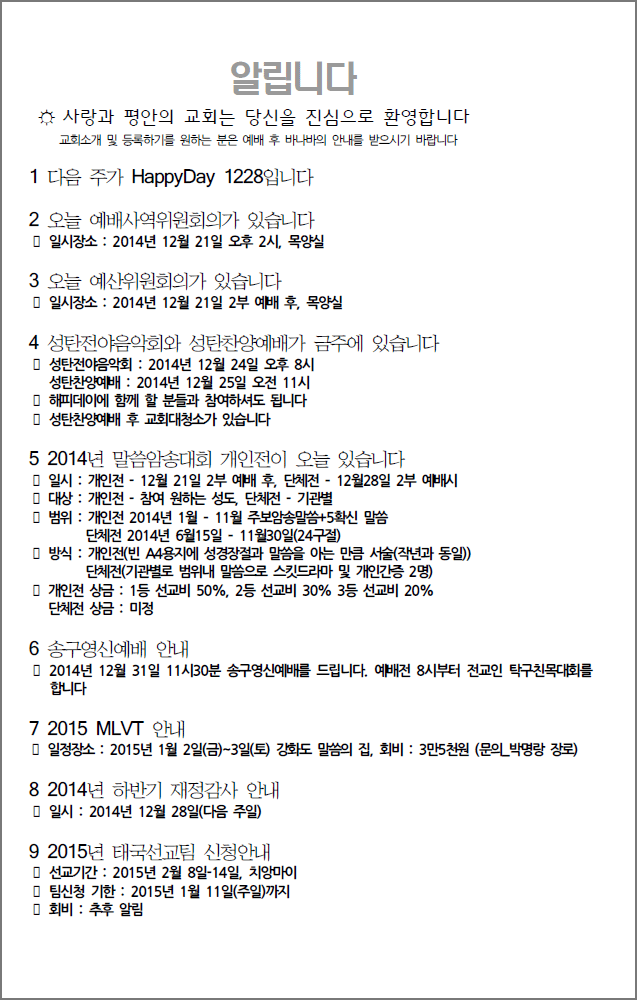 알립니다
☼ 사랑과 평안의 교회는 당신을 진심으로 환영합니다
교회소개 및 등록하기를 원하는 분은 예배 후 바나바의 안내를 받으시기 바랍니다
1 다음 주가 HappyDay 1228입니다
2 오늘 예배사역위원회의가 있습니다
▯ 일시장소 : 2014년 12월 21일 오후 2시, 목양실
3 오늘 예산위원회의가 있습니다
▯ 일시장소 : 2014년 12월 21일 2부 예배 후, 목양실
4 성탄전야음악회와 성탄찬양예배가 금주에 있습니다
▯ 성탄전야음악회 : 2014년 12월 24일 오후 8시
성탄찬양예배 : 2014년 12월 25일 오전 11시
▯ 해피데이에 함께 할 분들과 참여하셔도 됩니다
▯ 성탄찬양예배 후 교회대청소가 있습니다
5 2014년 말씀암송대회 개인전이 오늘 있습니다
▯ 일시 : 개인전 - 12월 21일 2부 예배 후, 단체전 - 12월28일 2부 예배시
▯ 대상 : 개인전 - 참여 원하는 성도, 단체전 - 기관별
▯ 범위 : 개인전 2014년 1월 - 11월 주보암송말씀+5확신 말씀
단체전 2014년 6월15일 - 11월30일(24구절)
▯ 방식 : 개인전(빈 A4용지에 성경장절과 말씀을 아는 만큼 서술(작년과 동일))
단체전(기관별로 범위내 말씀으로 스킷드라마 및 개인간증 2명)
▯ 개인전 상금 : 1등 선교비 50%, 2등 선교비 30% 3등 선교비 20%
단체전 상금 : 미정
6 송구영신예배 안내
▯ 2014년 12월 31일 11시30분 송구영신예배를 드립니다. 예배전 8시부터 전교인 탁구친목대회를
합니다
7 2015 MLVT 안내
▯ 일정장소 : 2015년 1월 2일(금)~3일(토) 강화도 말씀의 집, 회비 : 3만5천원 (문의_박명랑 장로)
8 2014년 하반기 재정감사 안내
▯ 일시 : 2014년 12월 28일(다음 주일)
9 2015년 태국선교팀 신청안내
▯ 선교기간 : 2015년 2월 8일-14일, 치앙마이
▯ 팀신청 기한 : 2015년 1월 11일(주일)까지
▯ 회비 : 추후 알림